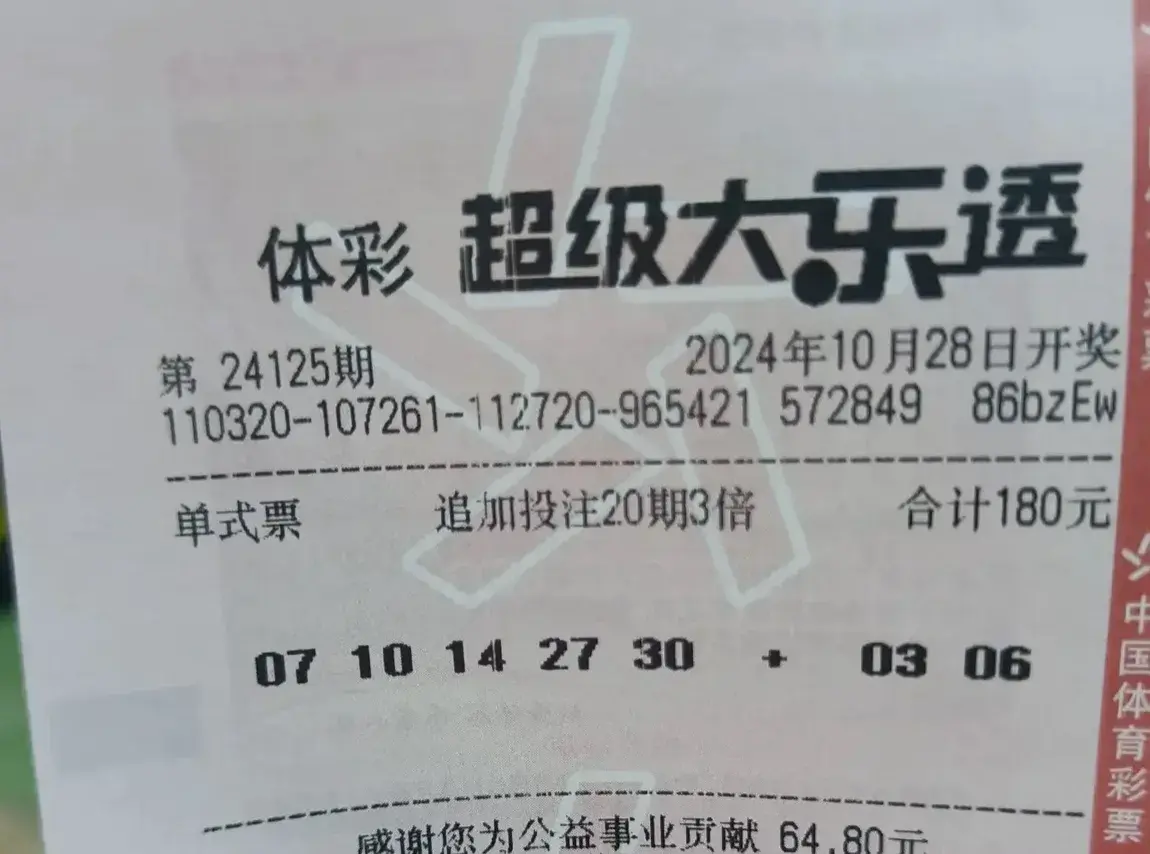 体彩 超级大乐透
第 24125期 2024年10月28日开奖
110320-107261-112720-965421 572849 86bzEw
单式票 追加投注20期3倍 合计180元
07 10 14 27 30 + 03 06
感谢您为公益事业贡献 64.80元
中国体育彩票